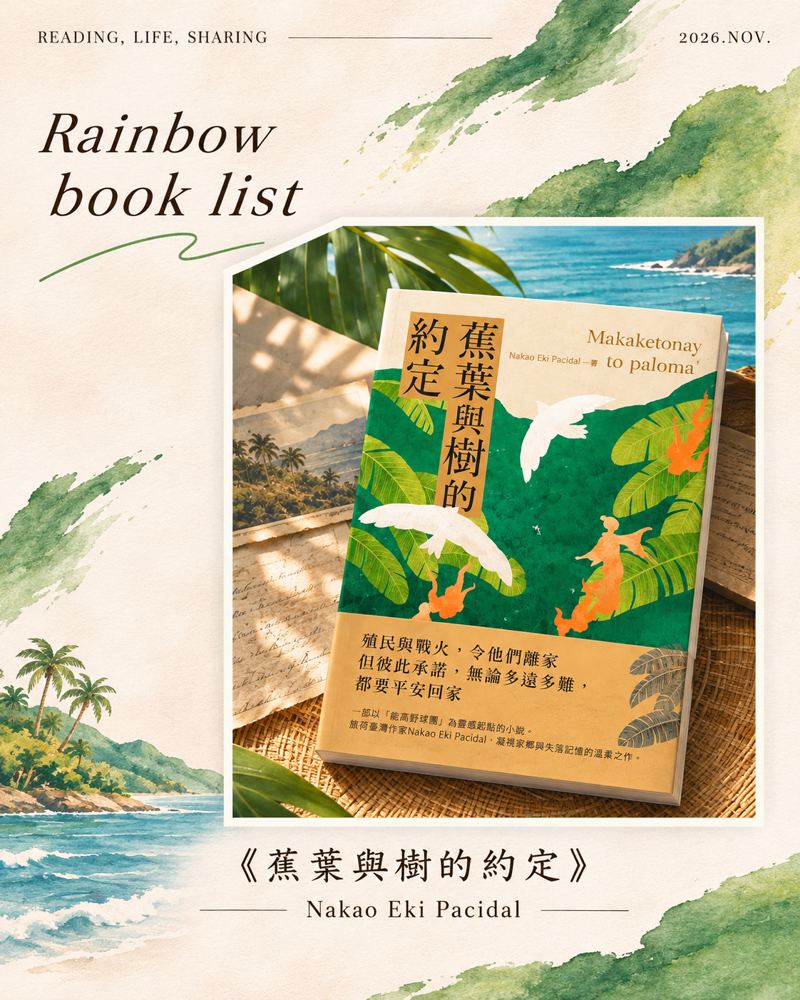 READING, LIFE, SHARING
2026.NOV.
Rainbow
book list
蕉葉與樹的
約定
Makaketonay
to paloma'
Nakao Eki Pacidal —著
殖民與戰火,令他們離家
但彼此承諾,無論多遠多難,
都要平安回家
一部以「能高野球團」為靈感起點的小說。
旅荷臺灣作家Nakao Eki Pacidal,凝視家鄉與失落記憶的溫柔之作。
《蕉葉與樹的約定》
Nakao Eki Pacidal